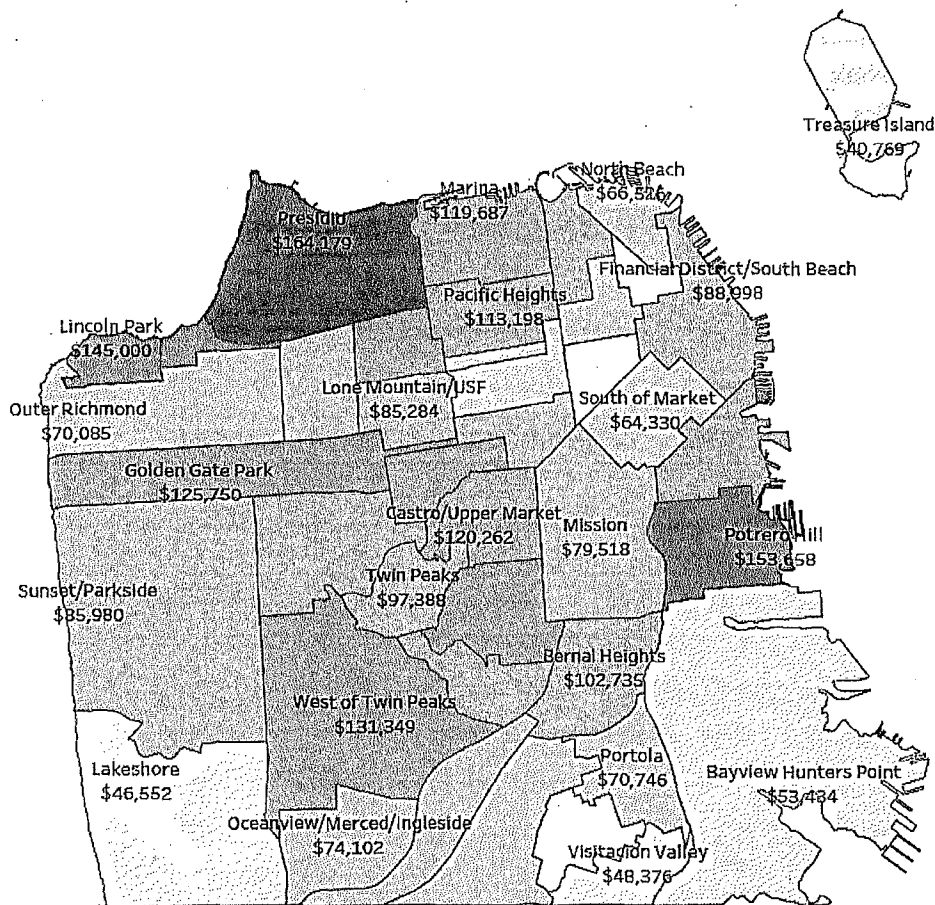 Treasure Island
$40,769
North Beach
$66,526
Marina
$119,687
Presidio
$164,179
Financial District/South Beach
$88,998
Pacific Heights
$113,198
Lincoln Park
$145,000
Lone Mountain/USF
$85,284
South of Market
$64,330
Outer Richmond
$70,085
Golden Gate Park
$125,750
Castro/Upper Market
$120,262
Mission
$79,518
Potrero Hill
$153,658
Twin Peaks
$97,388
Sunset/Parkside
$85,980
Bernal Heights
$102,735
West of Twin Peaks
$131,349
Portola
$70,746
Lakeshore
$46,552
Bayview Hunters Point
$53,434
Oceanview/Merced/Ingleside
$74,102
Visitacion Valley
$48,376